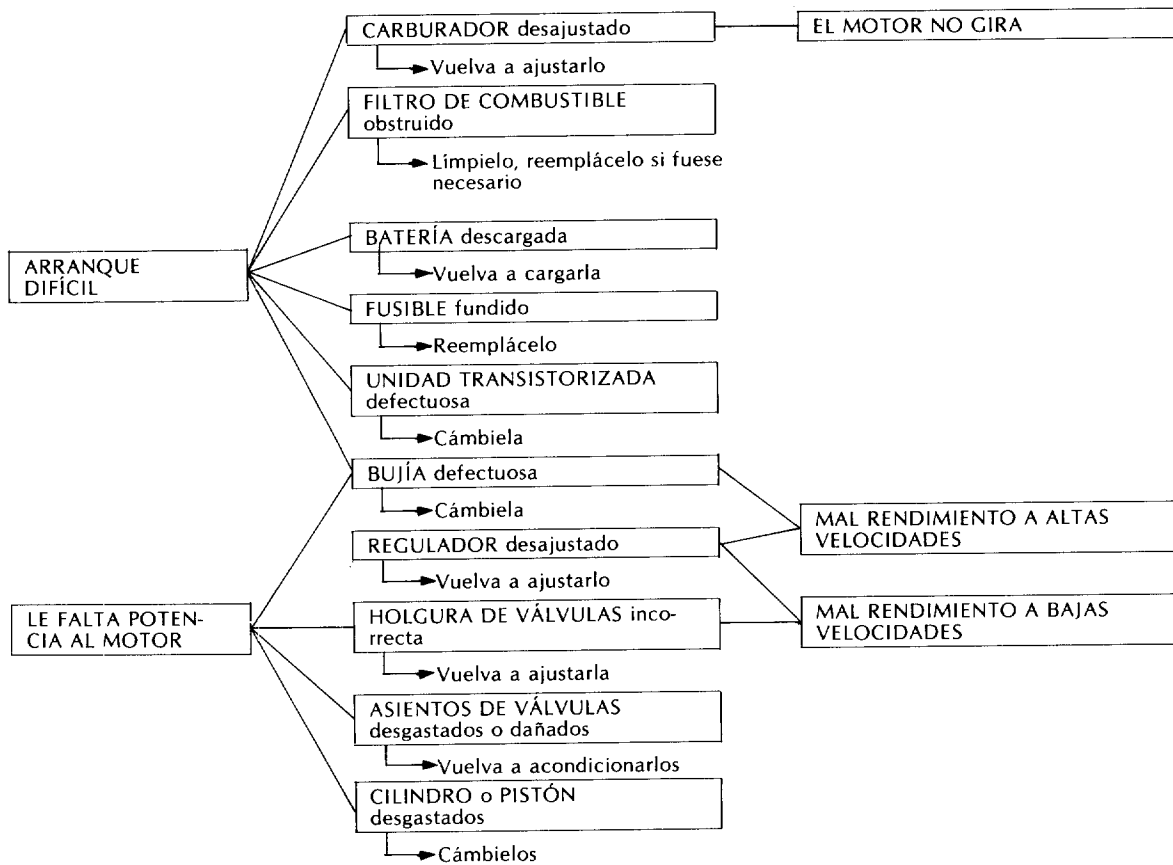 CARBURADOR desajustado
EL MOTOR NO GIRA
Vuelva a ajustarlo
FILTRO DE COMBUSTIBLE
obstruido
Límpielo, reemplácelo si fuese
necesario
ARRANQUE
DIFÍCIL
BATERÍA descargada
Vuelva a cargarla
FUSIBLE fundido
Reemplácelo
UNIDAD TRANSISTORIZADA
defectuosa
Cámbiela
BUJÍA defectuosa
Cámbiela
MAL RENDIMIENTO A ALTAS
VELOCIDADES
REGULADOR desajustado
Vuelva a ajustarlo
LE FALTA POTEN-
CIA AL MOTOR
HOLGURA DE VÁLVULAS inco-
rrecta
MAL RENDIMIENTO A BAJAS
VELOCIDADES
Vuelva a ajustarla
ASIENTOS DE VÁLVULAS
desgastados o dañados
Vuelva a acondicionarlos
CILINDRO o PISTÓN
desgastados
Cámbielos